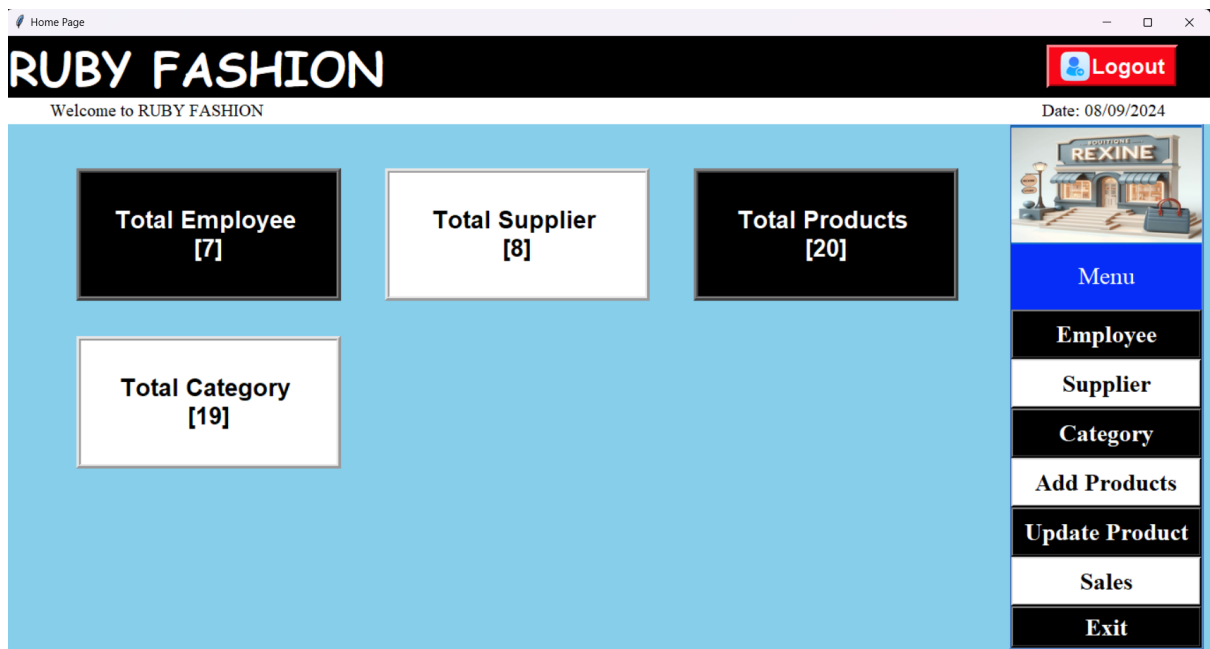 Home Page
RUBY FASHION
Logout
Welcome to RUBY FASHION
Date: 08/09/2024
REXINE
Total Employee
[7]
Total Supplier
[8]
Total Products
[20]
Total Category
[19]
Menu
Employee
Supplier
Category
Add Products
Update Product
Sales
Exit